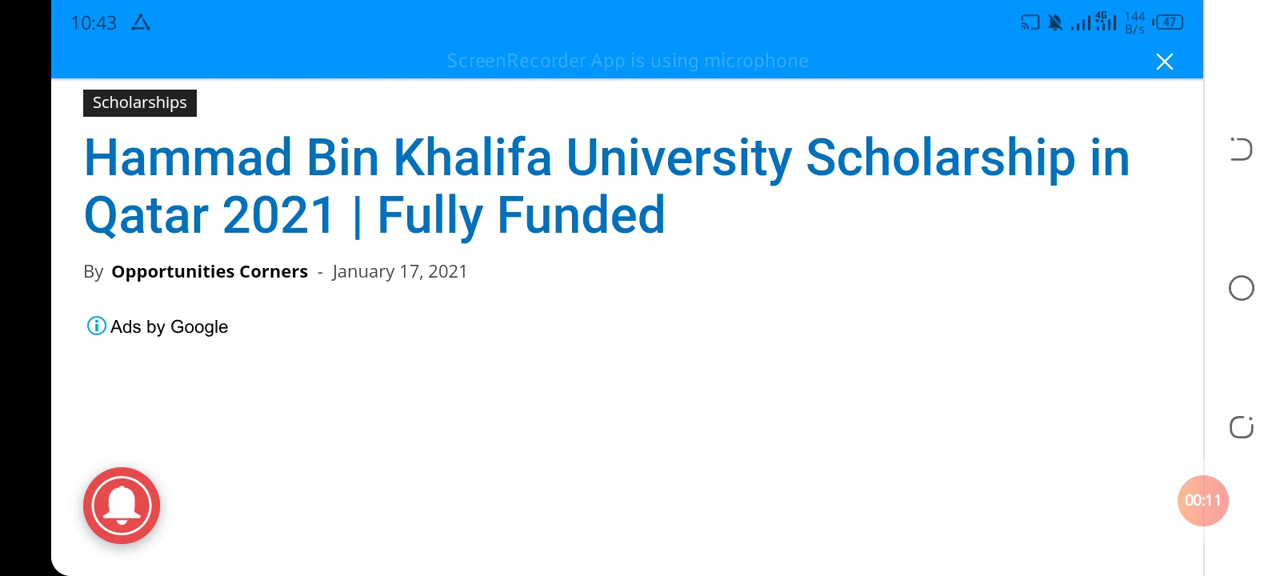 10:43
4G 144 B/s 47
ScreenRecorder App is using microphone
Scholarships
Hammad Bin Khalifa University Scholarship in
Qatar 2021 | Fully Funded
By Opportunities Corners - January 17, 2021
Ads by Google
00:11